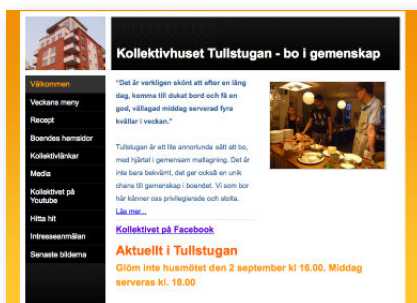 Kollektivhuset Tullstugan - bo i gemenskap
Välkommen
Veckans meny
Recept
Boendes hemsidor
Kollektivlänkar
Media
Kollektivet på
Youtube
Hitta hit
Intresseanmälan
Senaste bilderna
"Det är verkligen skönt att efter en lång
dag, komma till dukat bord och få en
god, vällagad middag serverad fyra
kvällar i veckan."
Tullstugan är ett lite annorlunda sätt att bo,
med hjärtat i gemensam matlagning. Det är
inte bara bekvämt, det ger också en unik
chans till gemenskap i boendet. Vi som bor
här känner oss privilegierade och stolta.
Läs mer...
Kollektivet på Facebook
Aktuellt i Tullstugan
Glöm inte husmötet den 2 september kl 16.00. Middag
serveras kl. 18.00